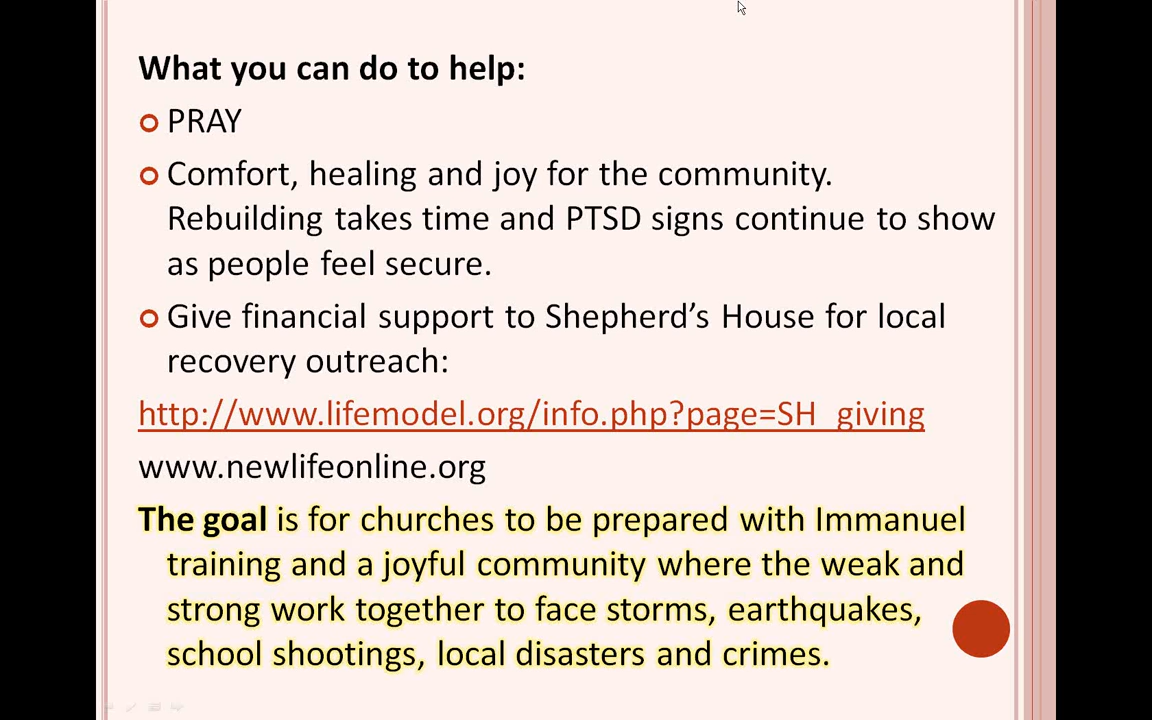 What you can do to help:
PRAY
Comfort, healing and joy for the community.
Rebuilding takes time and PTSD signs continue to show
as people feel secure.
Give financial support to Shepherd’s House for local
recovery outreach:
http://www.lifemodel.org/info.php?page=SH_giving
www.newlifeonline.org
The goal is for churches to be prepared with Immanuel
training and a joyful community where the weak and
strong work together to face storms, earthquakes,
school shootings, local disasters and crimes.